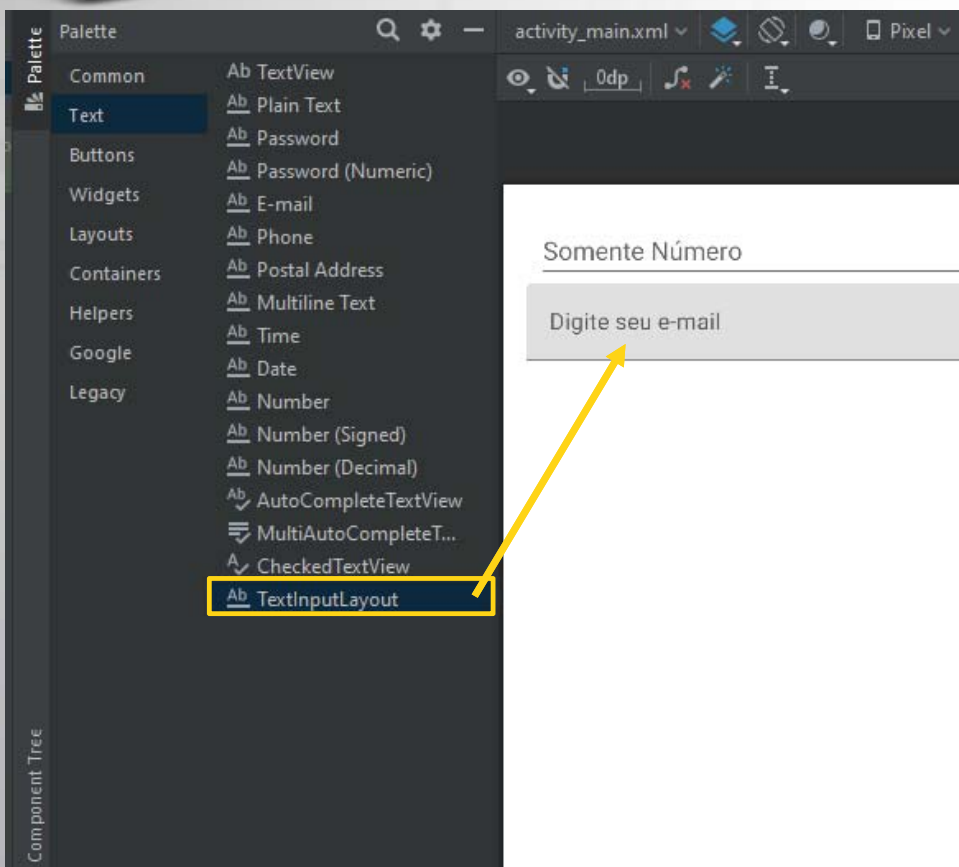 Palette
Palette
activity_main.xml
Pixel
0dp
Common
Text
Buttons
Widgets
Layouts
Containers
Helpers
Google
Legacy
Ab TextView
Ab Plain Text
Ab Password
Ab Password (Numeric)
Ab E-mail
Ab Phone
Ab Postal Address
Ab Multiline Text
Ab Time
Ab Date
Ab Number
Ab Number (Signed)
Ab Number (Decimal)
Ab AutoCompleteTextView
MultiAutoCompleteT...
A CheckedTextView
Ab TextInputLayout
Somente Número
Digite seu e-mail
Component Tree